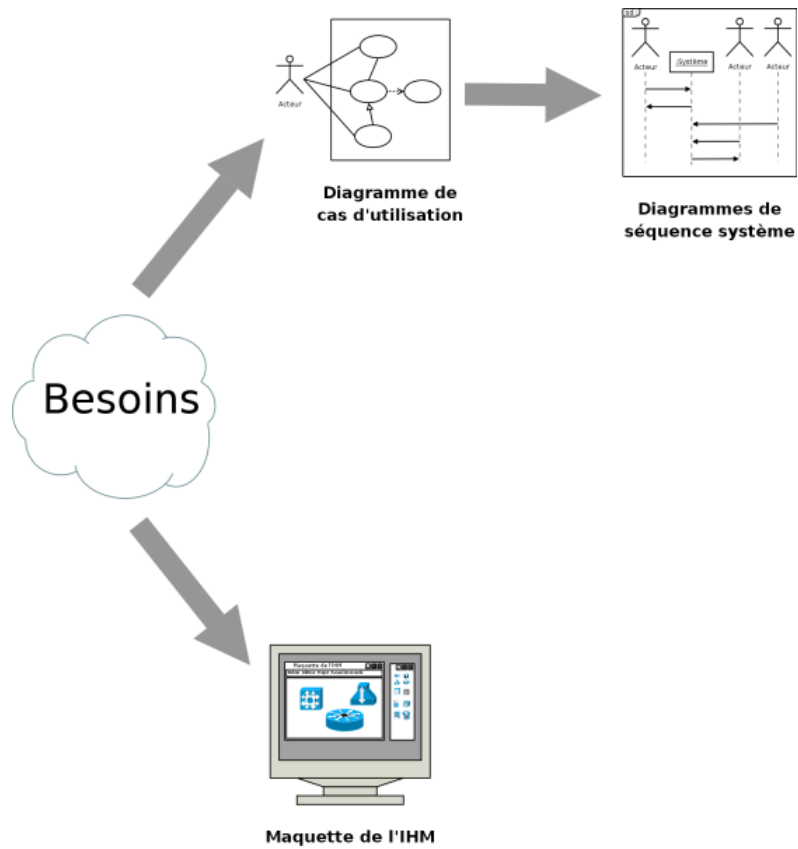 sd
Acteur
:Système
Acteur
Acteur
Acteur
Diagramme de
cas d'utilisation
Diagrammes de
séquence système
Besoins
Maquette de l'IHM
Maquette de l'IHM